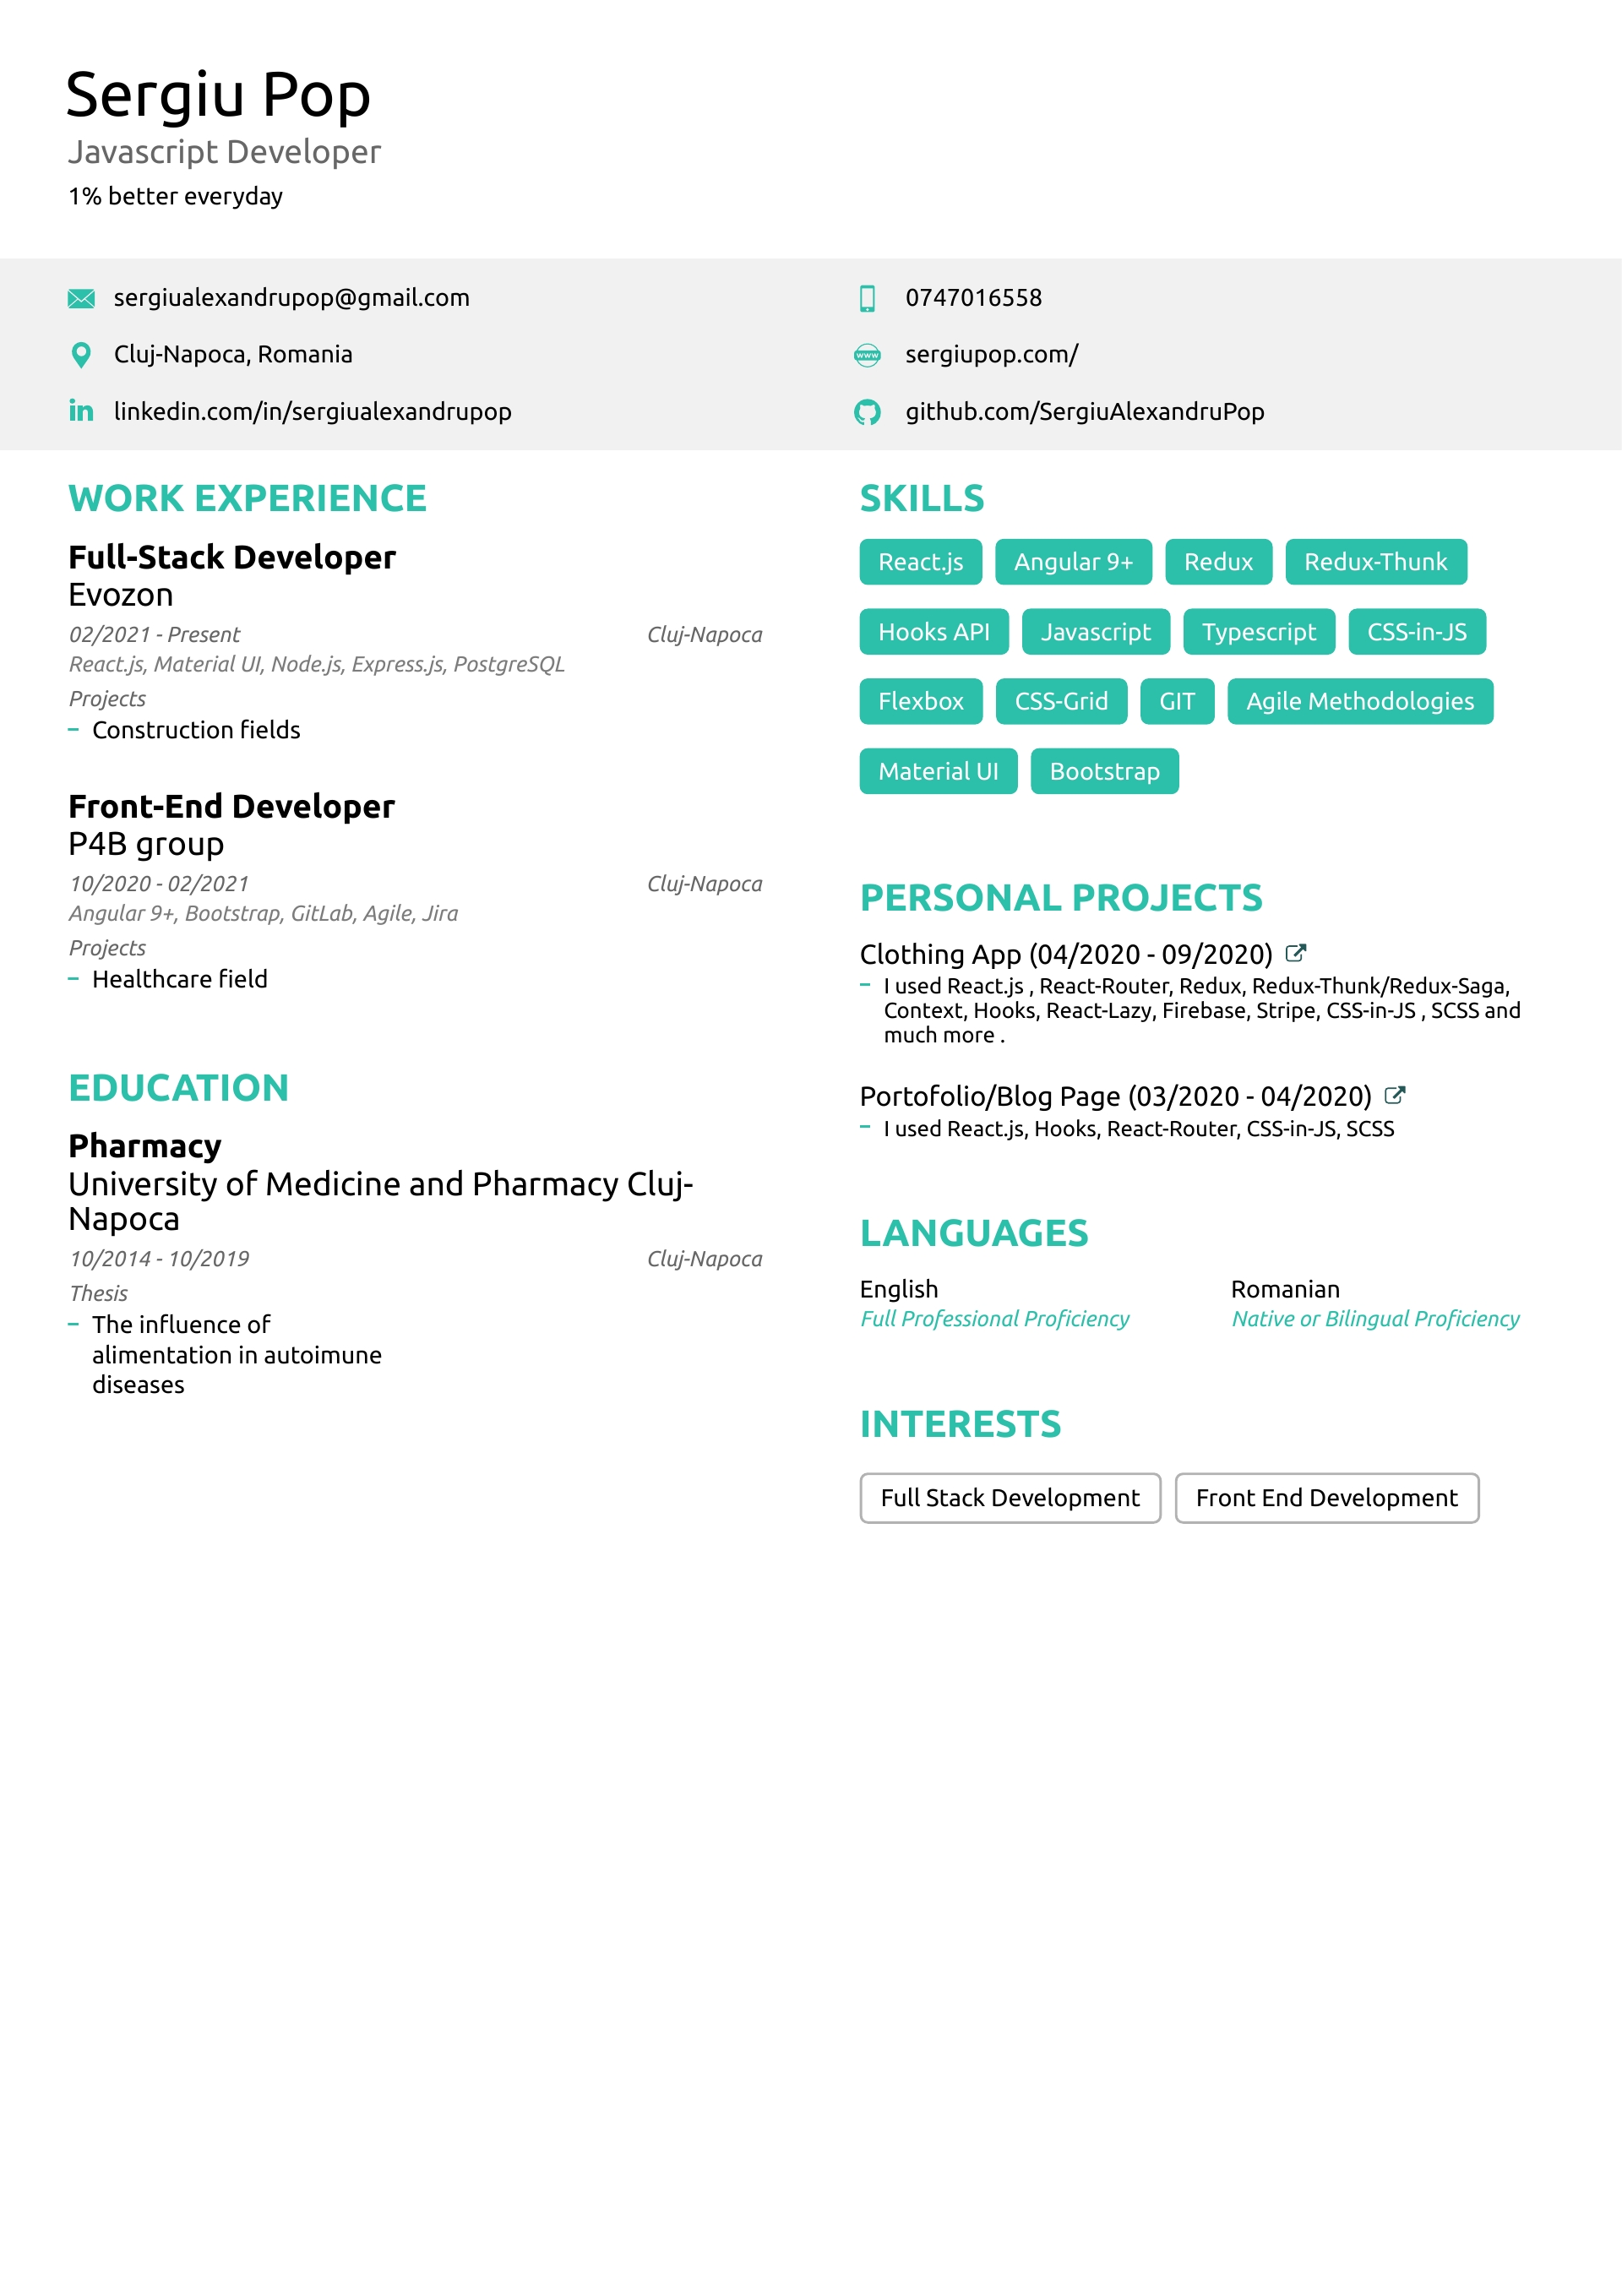 Sergiu Pop
Javascript Developer
1% better everyday
sergiualexandrupop@gmail.com
0747016558
Cluj-Napoca, Romania
sergiupop.com/
linkedin.com/in/sergiualexandrupop
github.com/SergiuAlexandruPop
WORK EXPERIENCE
Full-Stack Developer
Evozon
02/2021 - Present Cluj-Napoca
React.js, Material UI, Node.js, Express.js, PostgreSQL
Projects
– Construction fields
Front-End Developer
P4B group
10/2020 - 02/2021 Cluj-Napoca
Angular 9+, Bootstrap, GitLab, Agile, Jira
Projects
– Healthcare field
EDUCATION
Pharmacy
University of Medicine and Pharmacy Cluj-
Napoca
10/2014 - 10/2019 Cluj-Napoca
Thesis
– The influence of
alimentation in autoimune
diseases
SKILLS
React.js Angular 9+ Redux Redux-Thunk
Hooks API Javascript Typescript CSS-in-JS
Flexbox CSS-Grid GIT Agile Methodologies
Material UI Bootstrap
PERSONAL PROJECTS
Clothing App (04/2020 - 09/2020)
– I used React.js , React-Router, Redux, Redux-Thunk/Redux-Saga,
Context, Hooks, React-Lazy, Firebase, Stripe, CSS-in-JS , SCSS and
much more .
Portofolio/Blog Page (03/2020 - 04/2020)
– I used React.js, Hooks, React-Router, CSS-in-JS, SCSS
LANGUAGES
English Romanian
Full Professional Proficiency Native or Bilingual Proficiency
INTERESTS
Full Stack Development Front End Development